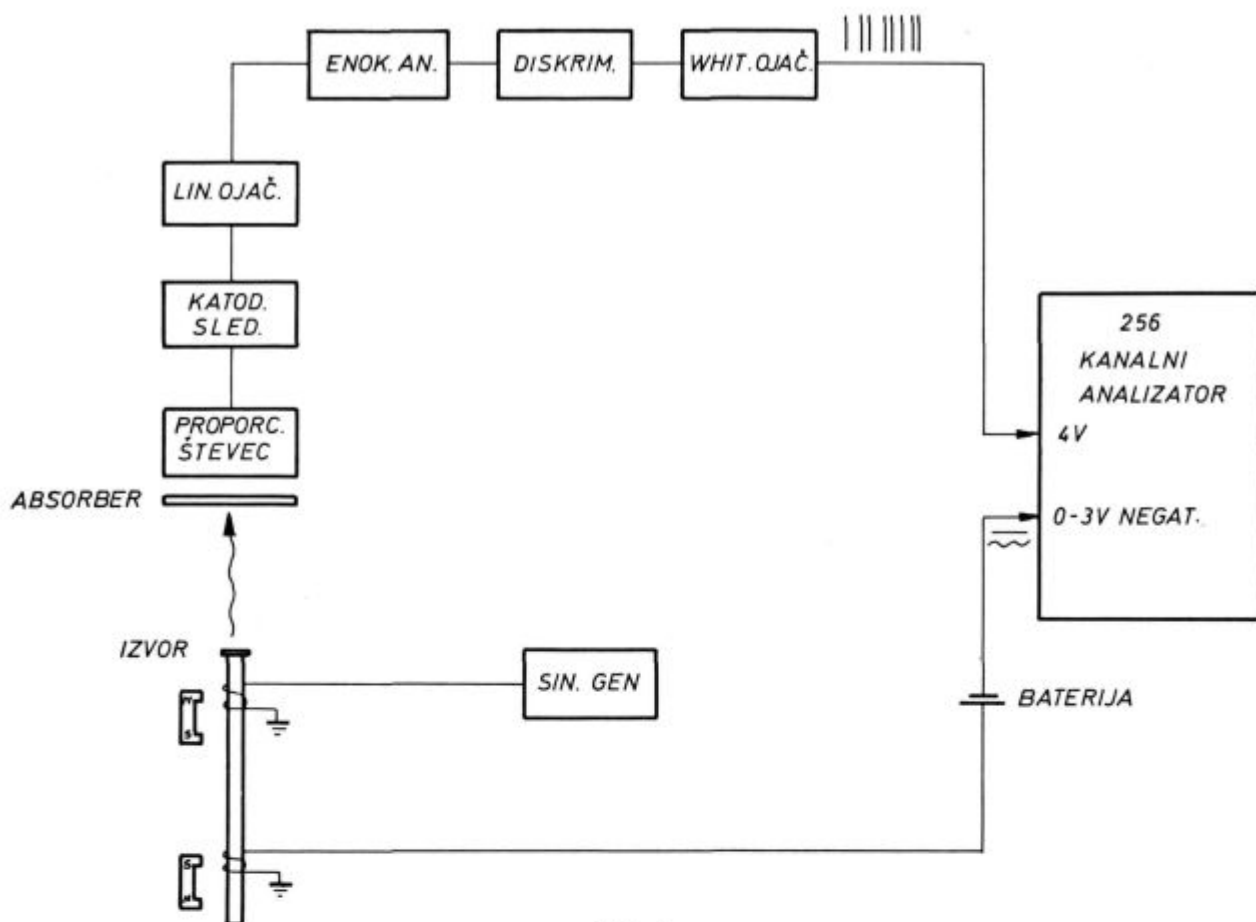 ENOK. AN.
DISKRIM.
WHIT. OJAČ.
LIN. OJAČ.
KATOD.
SLED.
PROPORC.
ŠTEVEC
ABSORBER
256
KANALNI
ANALIZATOR
4V
0-3V NEGAT.
IZVOR
SIN. GEN
BATERIJA
S
S